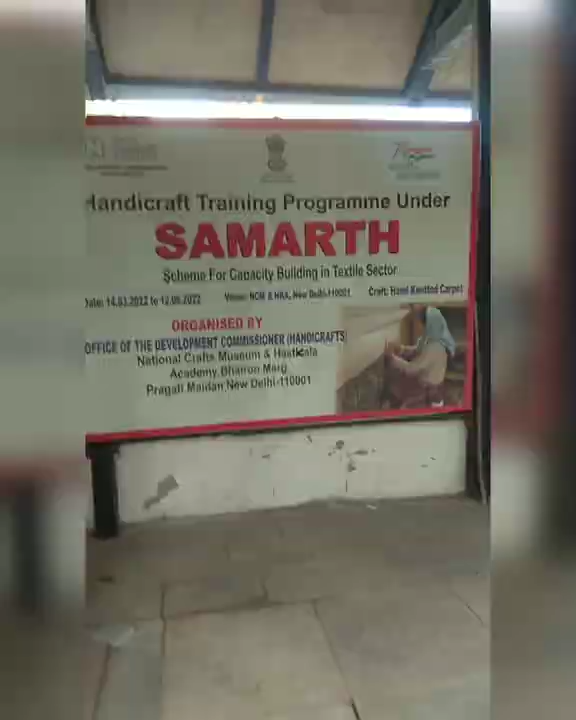 Handicraft Training Programme Under
SAMARTH
Scheme For Capacity Building in Textile Sector
Date: 14.03.2022 to 12.06.2022 Venue: NCM & HKA, New Delhi-110001 Craft: Hand Knotted Carpet
ORGANISED BY
OFFICE OF THE DEVELOPMENT COMMISSIONER (HANDICRAFTS)
National Crafts Museum & Hastkala
Academy, Bhairon Marg
Pragati Maidan New Delhi-110001